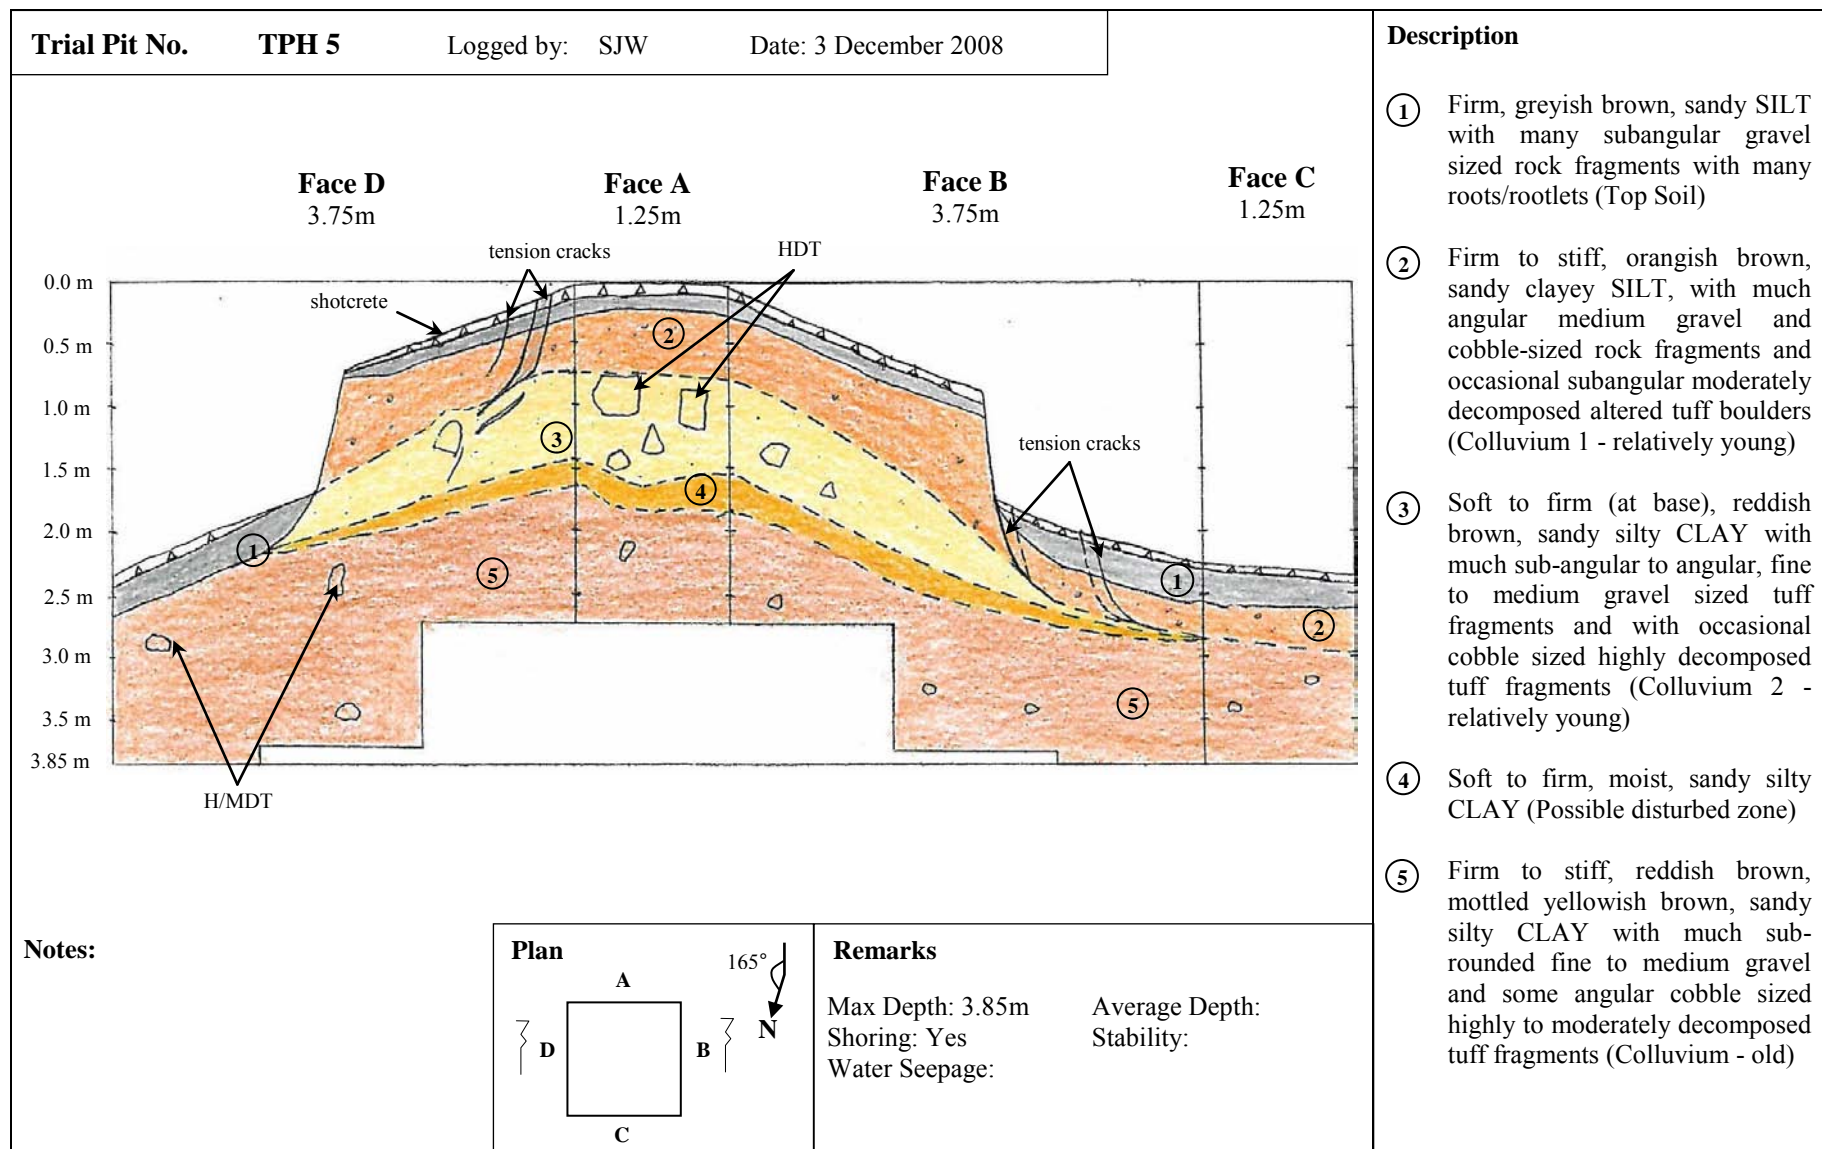 Trial Pit No. TPH 5 Logged by: SJW Date: 3 December 2008
Face D
3.75m
Face A
1.25m
Face B
3.75m
Face C
1.25m
tension cracks
HDT
shotcrete
0.0 m
0.5 m
1.0 m
1.5 m
2.0 m
2.5 m
3.0 m
3.5 m
3.85 m
2
3
4
1
5
tension cracks
1
2
5
H/MDT
Notes:
Plan
A
D
B
C
165°
N
Remarks
Max Depth: 3.85m Average Depth:
Shoring: Yes Stability:
Water Seepage:
Description
1 Firm, greyish brown, sandy SILT
with many subangular gravel
sized rock fragments with many
roots/rootlets (Top Soil)
2 Firm to stiff, orangish brown,
sandy clayey SILT, with much
angular medium gravel and
cobble-sized rock fragments and
occasional subangular moderately
decomposed altered tuff boulders
(Colluvium 1 - relatively young)
3 Soft to firm (at base), reddish
brown, sandy silty CLAY with
much sub-angular to angular, fine
to medium gravel sized tuff
fragments and with occasional
cobble sized highly decomposed
tuff fragments (Colluvium 2 -
relatively young)
4 Soft to firm, moist, sandy silty
CLAY (Possible disturbed zone)
5 Firm to stiff, reddish brown,
mottled yellowish brown, sandy
silty CLAY with much sub-
rounded fine to medium gravel
and some angular cobble sized
highly to moderately decomposed
tuff fragments (Colluvium - old)